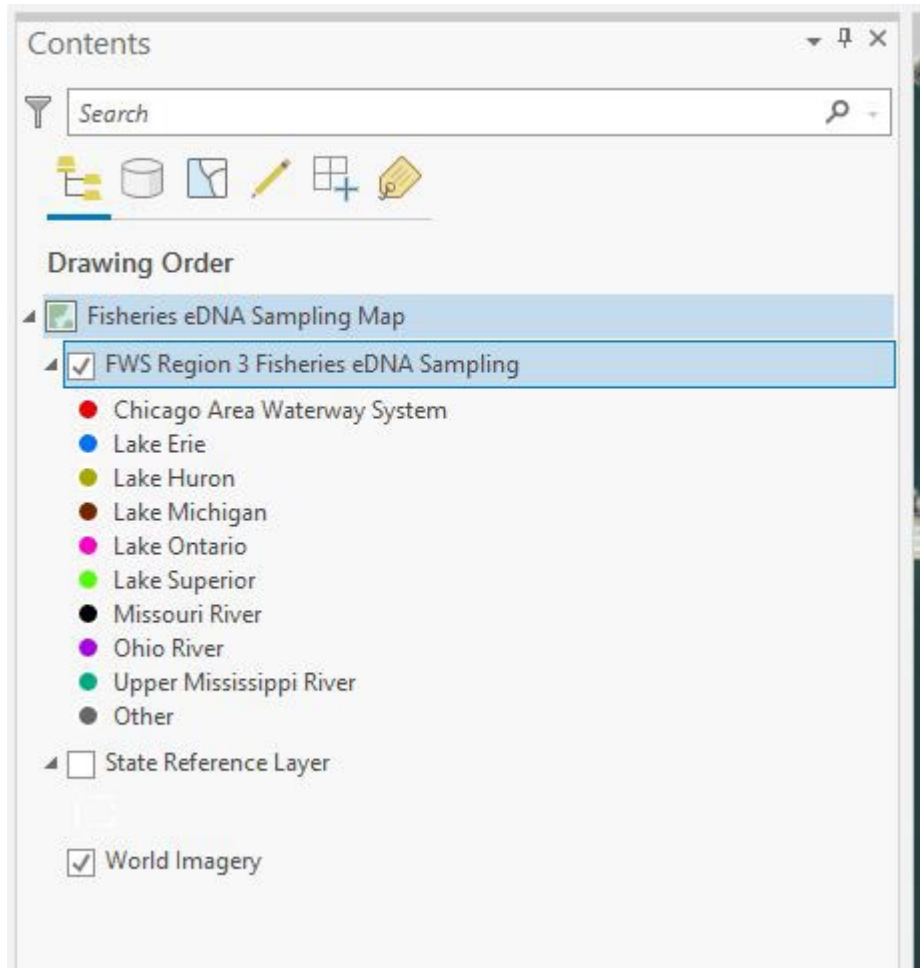 Contents
Search
Drawing Order
Fisheries eDNA Sampling Map
FWS Region 3 Fisheries eDNA Sampling
Chicago Area Waterway System
Lake Erie
Lake Huron
Lake Michigan
Lake Ontario
Lake Superior
Missouri River
Ohio River
Upper Mississippi River
Other
State Reference Layer
World Imagery